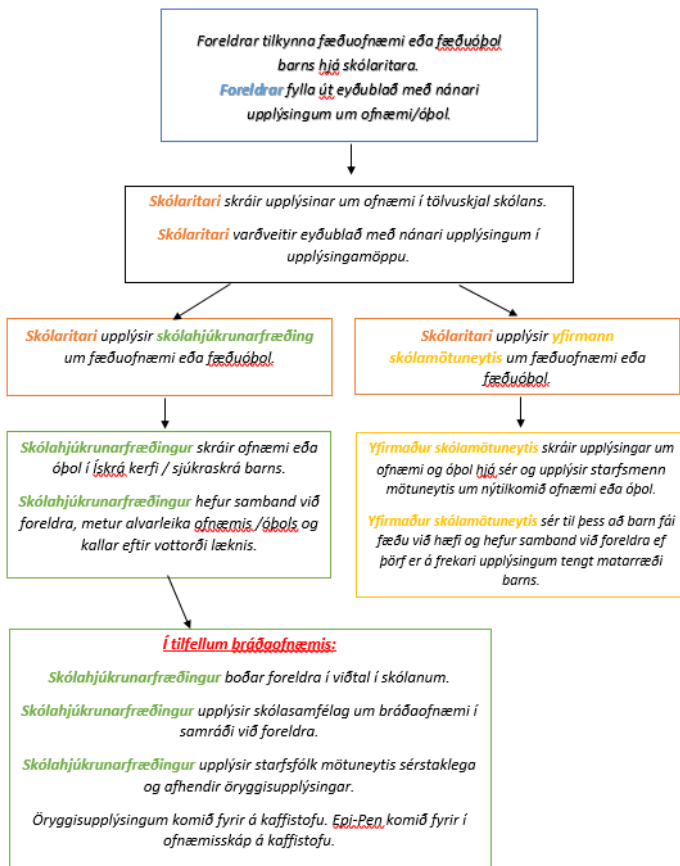 Foreldrar tilkynna fæðuofnæmi eða fæðuóþol
barns hjá skólaritara.
Foreldrar fylla út eyðublað með nánari
upplýsingum um ofnæmi/óþol.
Skólaritari skráir upplýsinar um ofnæmi í tölvuskjal skólans.
Skólaritari varðveitir eyðublað með nánari upplýsingum í
upplýsingamöppu.
Skólaritari upplýsir skólahjúkrunarfræðing
um fæðuofnæmi eða fæðuóþol.
Skólaritari upplýsir yfirmann
skólamötuneytis um fæðuofnæmi eða
fæðuóþol.
Skólahjúkrunarfræðingur skráir ofnæmi eða
óþol í Ískrá kerfi / sjúkraskrá barns.
Skólahjúkrunarfræðingur hefur samband við
foreldra, metur alvarleika ofnæmis /óþols og
kallar eftir vottorði læknis.
Yfirmaður skólamötuneytis skráir upplýsingar um
ofnæmi og óþol hjá sér og upplýsir starfsmenn
mötuneytis um nýtilkomið ofnæmi eða óþol.
Yfirmaður skólamötuneytis sér til þess að barn fái
fæðu við hæfi og hefur samband við foreldra ef
þörf er á frekari upplýsingum tengt matarræði
barns.
Í tilfellum bráðaofnæmis:
Skólahjúkrunarfræðingur boðar foreldra í viðtal í skólanum.
Skólahjúkrunarfræðingur upplýsir skólasamfélag um bráðaofnæmi í
samráði við foreldra.
Skólahjúkrunarfræðingur upplýsir starfsfólk mötuneytis sérstaklega
og afhendir öryggisupplýsingar.
Öryggisupplýsingum komið fyrir á kaffistofu. Epi-Pen komið fyrir í
ofnæmisskáp á kaffistofu.